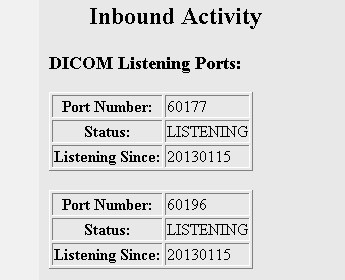 Inbound Activity
DICOM Listening Ports:
Port Number: 60177
Status: LISTENING
Listening Since: 20130115
Port Number: 60196
Status: LISTENING
Listening Since: 20130115